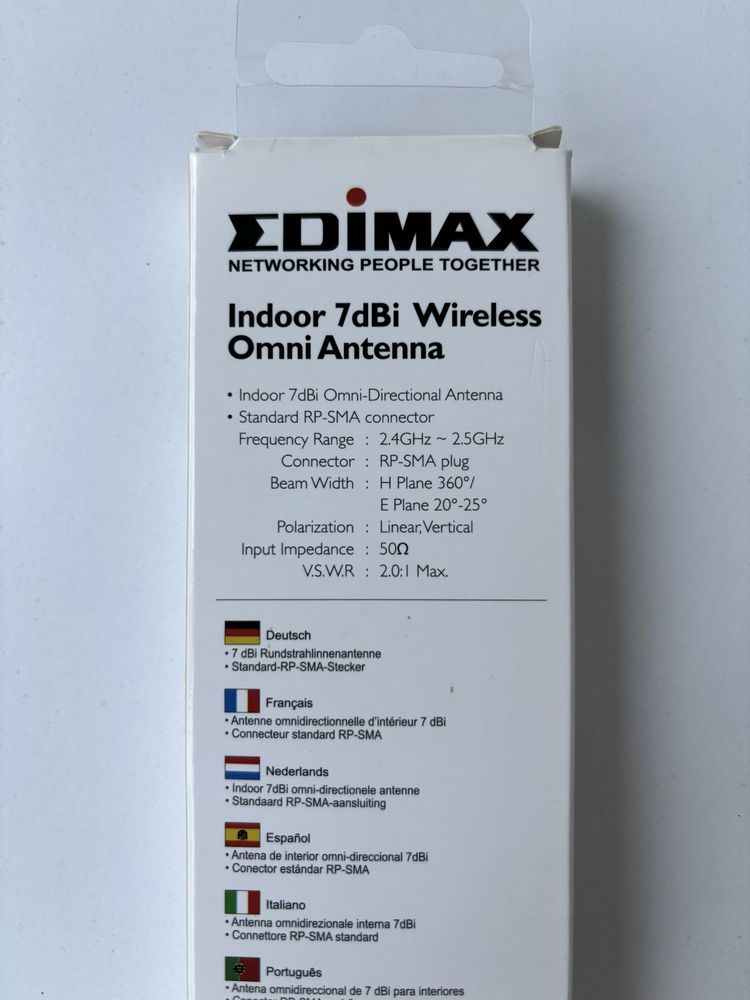 EDIMAX
NETWORKING PEOPLE TOGETHER
Indoor 7dBi Wireless
Omni Antenna
• Indoor 7dBi Omni-Directional Antenna
• Standard RP-SMA connector
Frequency Range : 2.4GHz ~ 2.5GHz
Connector : RP-SMA plug
Beam Width : H Plane 360°/
E Plane 20°-25°
Polarization : Linear,Vertical
Input Impedance : 50Ω
V.S.W.R : 2.0:1 Max.
Deutsch
• 7 dBi Rundstrahlinnenantenne
• Standard-RP-SMA-Stecker
Français
• Antenne omnidirectionnelle d'intérieur 7 dBi
• Connecteur standard RP-SMA
Nederlands
• Indoor 7dBi omni-directionele antenne
• Standaard RP-SMA-aansluiting
Español
• Antena de interior omni-direccional 7dBi
• Conector estándar RP-SMA
Italiano
• Antenna omnidirezionale interna 7dBi
• Connettore RP-SMA standard
Português
• Antena omnidireccional de 7 dBi para interiores